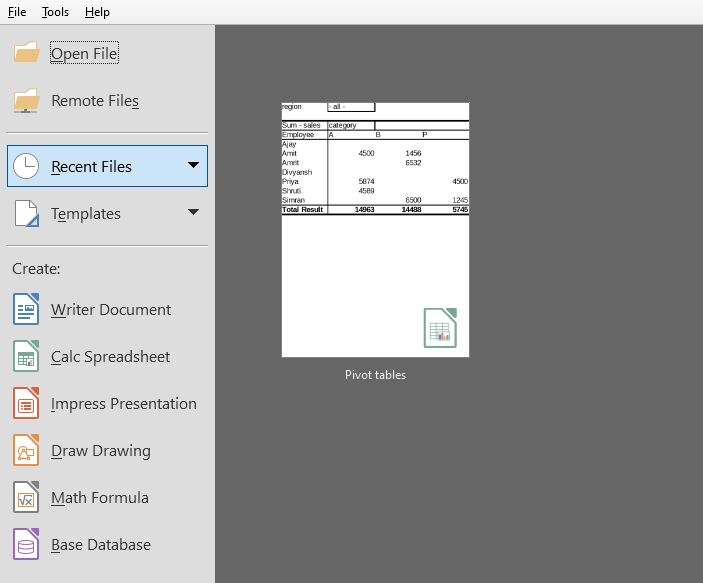 File Tools Help
Open File
Remote Files
Recent Files
Templates
Create:
Writer Document
Calc Spreadsheet
Impress Presentation
Draw Drawing
Math Formula
Base Database
region - all -
Sum - sales category
Employee A B P
Ajay
Amit 4500 1456
Amrit 6532
Divyansh
Priya 5874 4500
Shruti 4589
Simran 6500 1245
Total Result 14963 14488 5745
Pivot tables